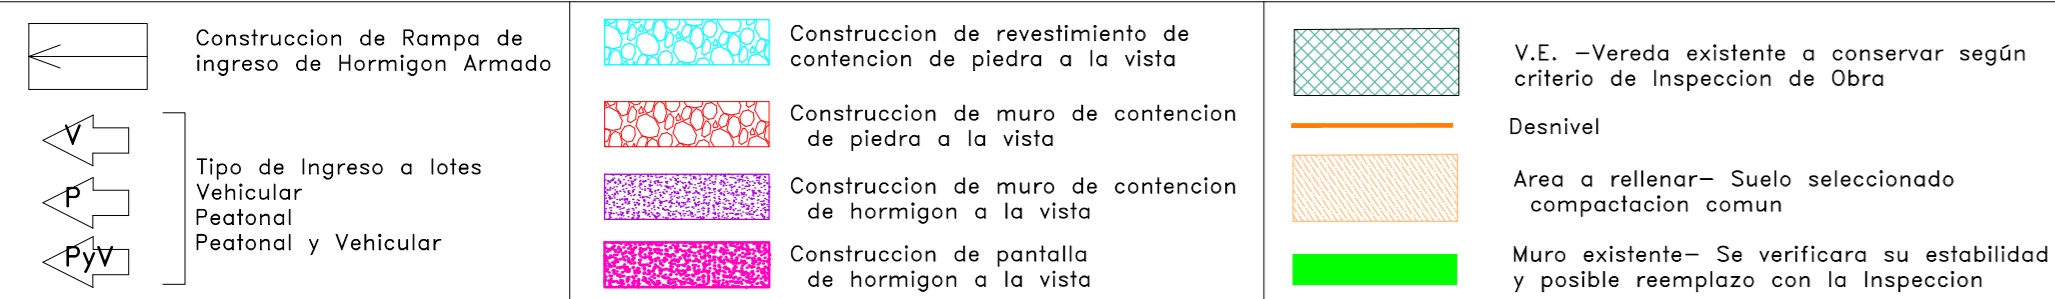 Construccion de Rampa de
ingreso de Hormigon Armado
V
P
PyV
Tipo de Ingreso a lotes
Vehicular
Peatonal
Peatonal y Vehicular
Construccion de revestimiento de
contencion de piedra a la vista
Construccion de muro de contencion
de piedra a la vista
Construccion de muro de contencion
de hormigon a la vista
Construccion de pantalla
de hormigon a la vista
V.E. -Vereda existente a conservar según
criterio de Inspeccion de Obra
Desnivel
Area a rellenar- Suelo seleccionado
compactacion comun
Muro existente- Se verificara su estabilidad
y posible reemplazo con la Inspeccion